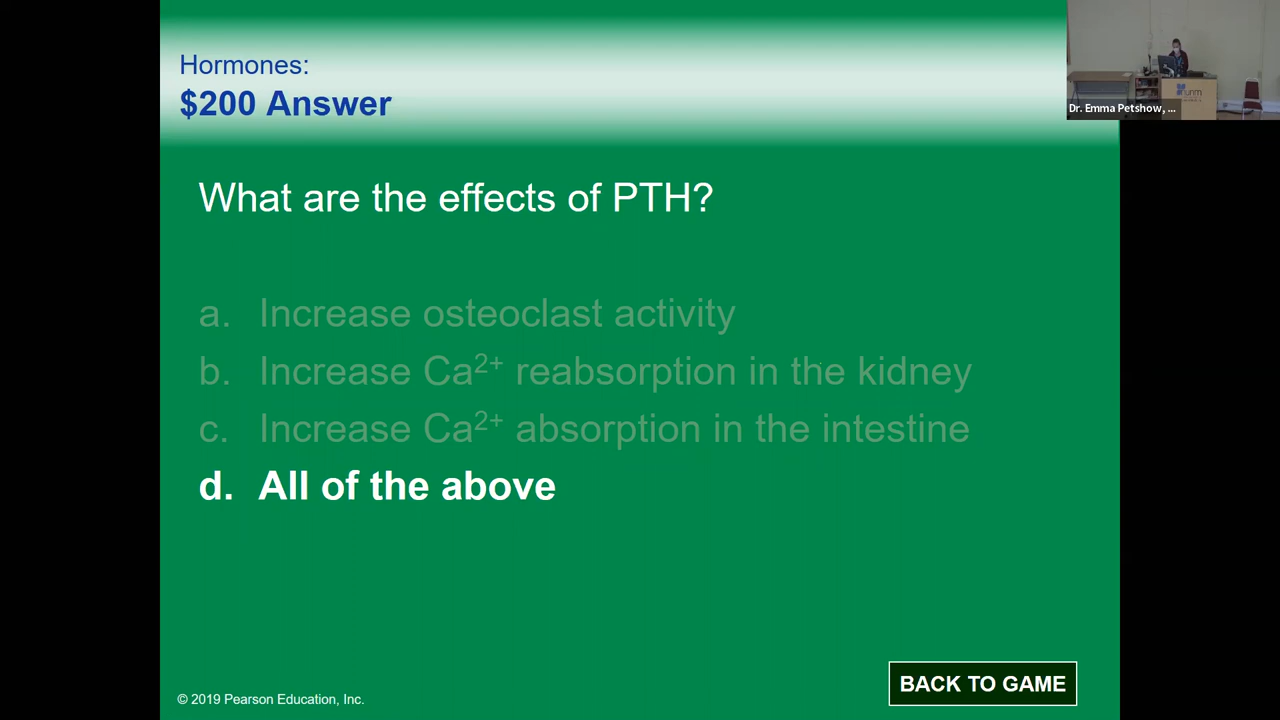 Hormones:
$200 Answer
Dr. Emma Petshow, ...
What are the effects of PTH?
a. Increase osteoclast activity
b. Increase Ca²⁺ reabsorption in the kidney
c. Increase Ca²⁺ absorption in the intestine
d. All of the above
BACK TO GAME
© 2019 Pearson Education, Inc.